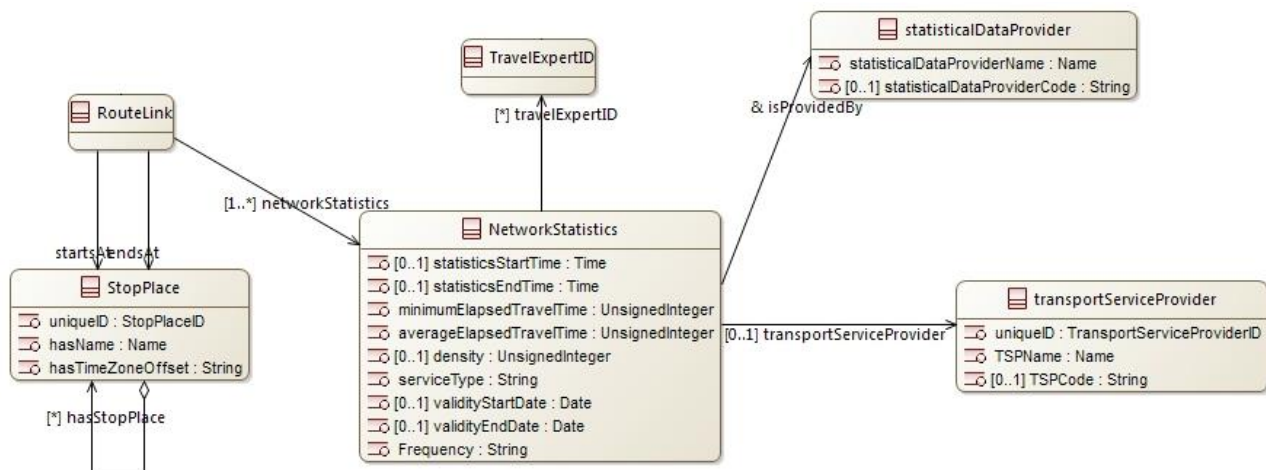 statisticalDataProvider
statisticalDataProviderName : Name
[0..1] statisticalDataProviderCode : String
TravelExpertID
& isProvidedBy
[*] travelExpertID
RouteLink
[1..*] networkStatistics
NetworkStatistics
[0..1] statisticsStartTime : Time
[0..1] statisticsEndTime : Time
minimumElapsedTravelTime : UnsignedInteger
averageElapsedTravelTime : UnsignedInteger
[0..1] density : UnsignedInteger
serviceType : String
[0..1] validityStartDate : Date
[0..1] validityEndDate : Date
Frequency : String
startsAt endsAt
StopPlace
uniqueID : StopPlaceID
hasName : Name
hasTimeZoneOffset : String
[*] hasStopPlace
[0..1] transportServiceProvider
transportServiceProvider
uniqueID : TransportServiceProviderID
TSPName : Name
[0..1] TSPCode : String